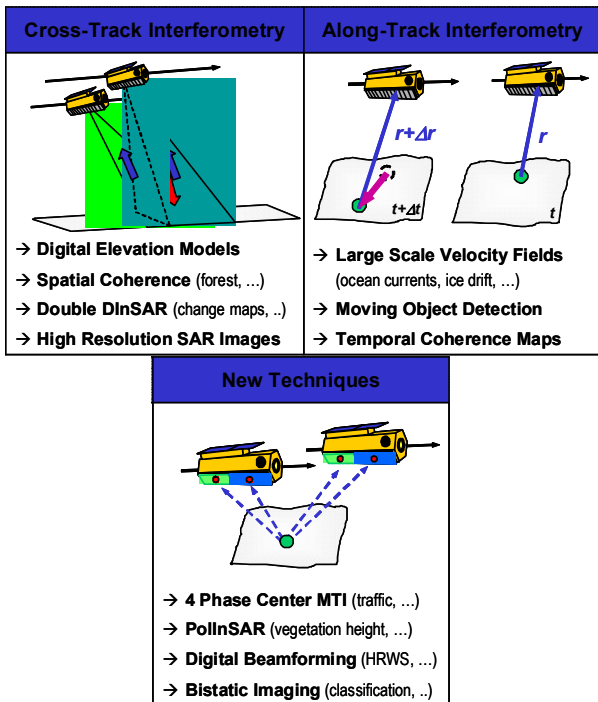 Cross-Track Interferometry
→ Digital Elevation Models
→ Spatial Coherence (forest, …)
→ Double DInSAR (change maps, ..)
→ High Resolution SAR Images
Along-Track Interferometry
r+Δr
r
t+Δt
t
→ Large Scale Velocity Fields
(ocean currents, ice drift, …)
→ Moving Object Detection
→ Temporal Coherence Maps
New Techniques
→ 4 Phase Center MTI (traffic, …)
→ PolInSAR (vegetation height, …)
→ Digital Beamforming (HRWS, …)
→ Bistatic Imaging (classification, ..)